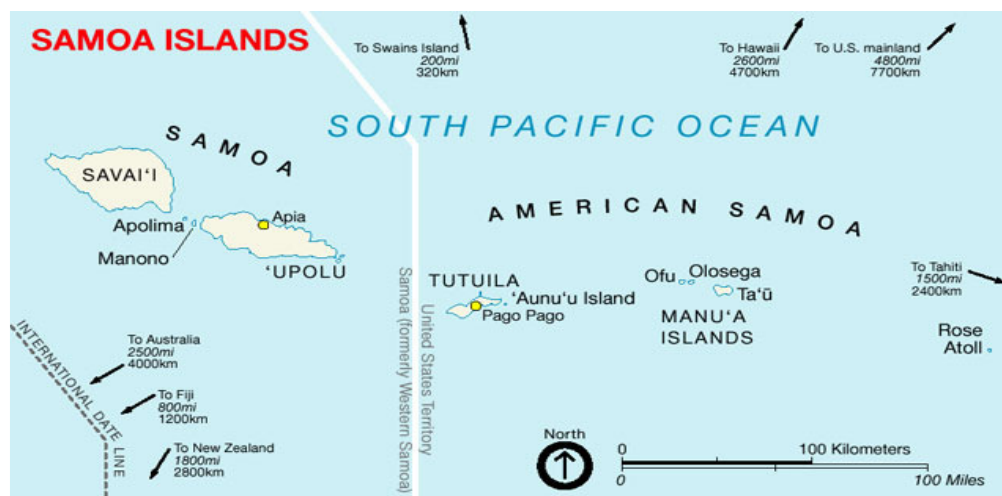 SAMOA ISLANDS
To Swains Island
200mi
320km
To Hawaii
2600mi
4700km
To U.S. mainland
4800mi
7700km
SOUTH PACIFIC OCEAN
SAMOA
SAVAI‘I
Apolima
Manono
Apia
‘UPOLU
AMERICAN SAMOA
TUTUILA
‘Aunu‘u Island
Pago Pago
Ofu
Olosega
Ta‘ū
MANU‘A
ISLANDS
To Tahiti
1500mi
2400km
Rose
Atoll
Samoa (formerly Western Samoa)
United States Territory
INTERNATIONAL DATE
LINE
To Australia
2500mi
4000km
To Fiji
800mi
1200km
To New Zealand
1800mi
2800km
North
0 100 Kilometers
0 100 Miles